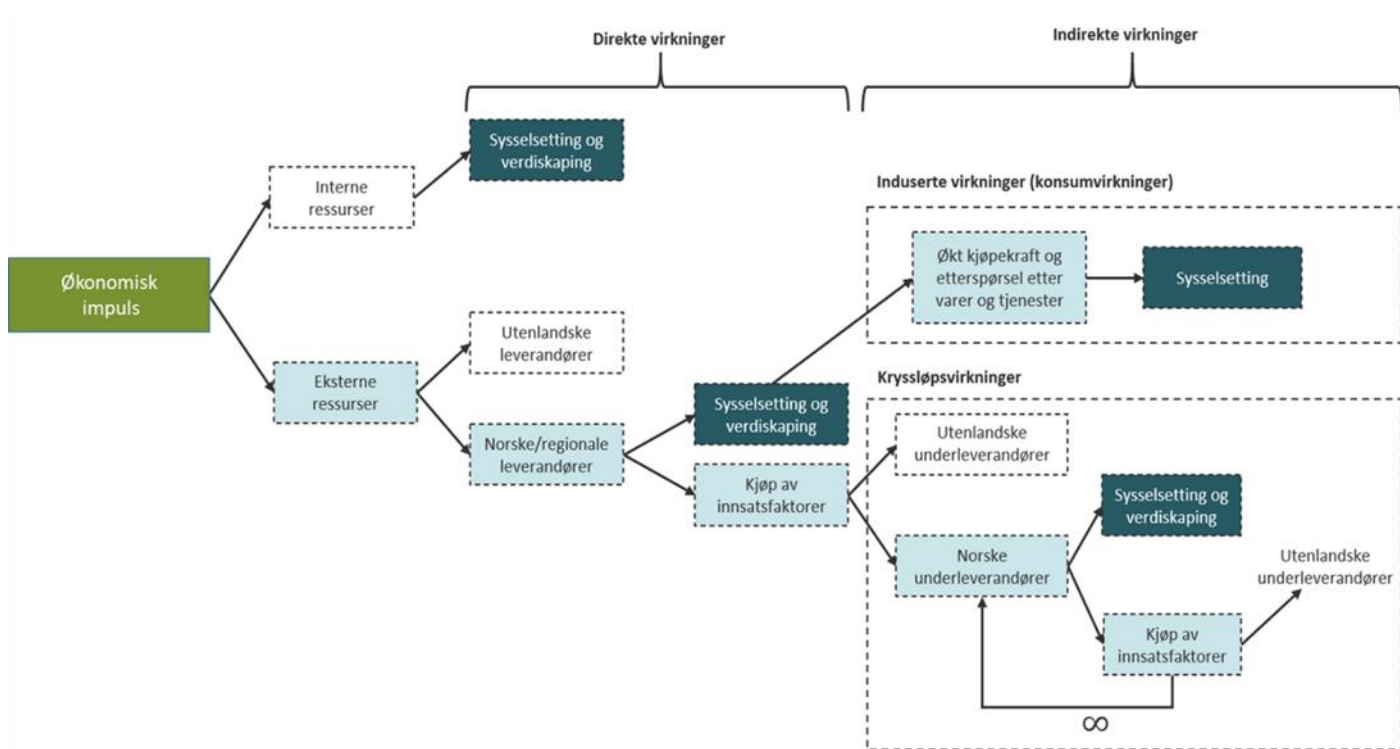 Direkte virkninger
Indirekte virkninger
Sysselsetting og
verdiskaping
Interne
ressurser
Induserte virkninger (konsumvirkninger)
Økonomisk
impuls
Økt kjøpekraft og
etterspørsel etter
varer og tjenester
Sysselsetting
Utenlandske
leverandører
Eksterne
ressurser
Kryssløpsvirkninger
Sysselsetting og
verdiskaping
Norske/regionale
leverandører
Utenlandske
underleverandører
Kjøp av
innsatsfaktorer
Sysselsetting og
verdiskaping
Norske
underleverandører
Utenlandske
underleverandører
Kjøp av
innsatsfaktorer
∞